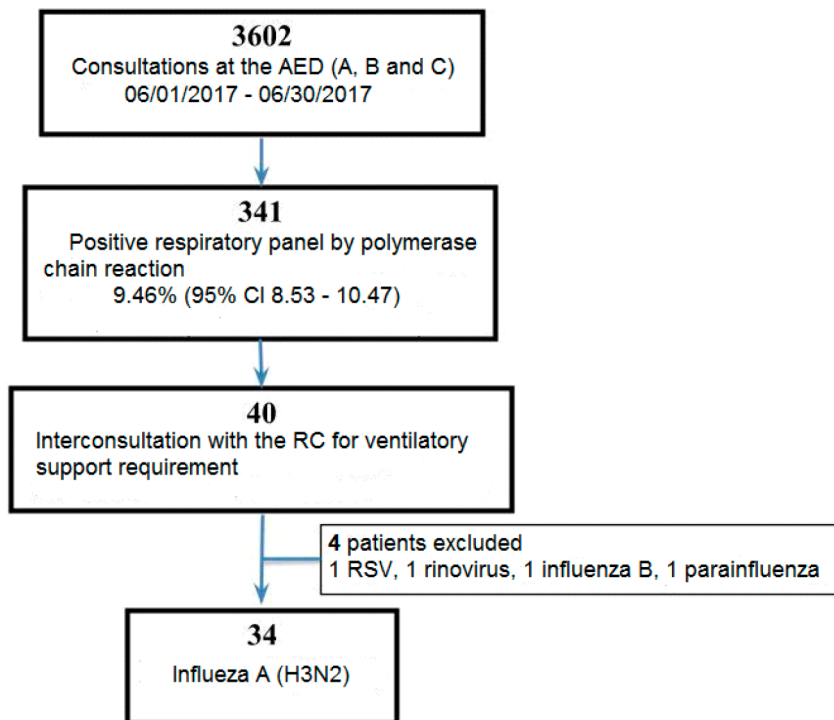 3602
Consultations at the AED (A, B and C)
06/01/2017 - 06/30/2017
341
Positive respiratory panel by polymerase
chain reaction
9.46% (95% CI 8.53 - 10.47)
40
Interconsultation with the RC for ventilatory
support requirement
4 patients excluded
1 RSV, 1 rinovirus, 1 influenza B, 1 parainfluenza
34
Influeza A (H3N2)